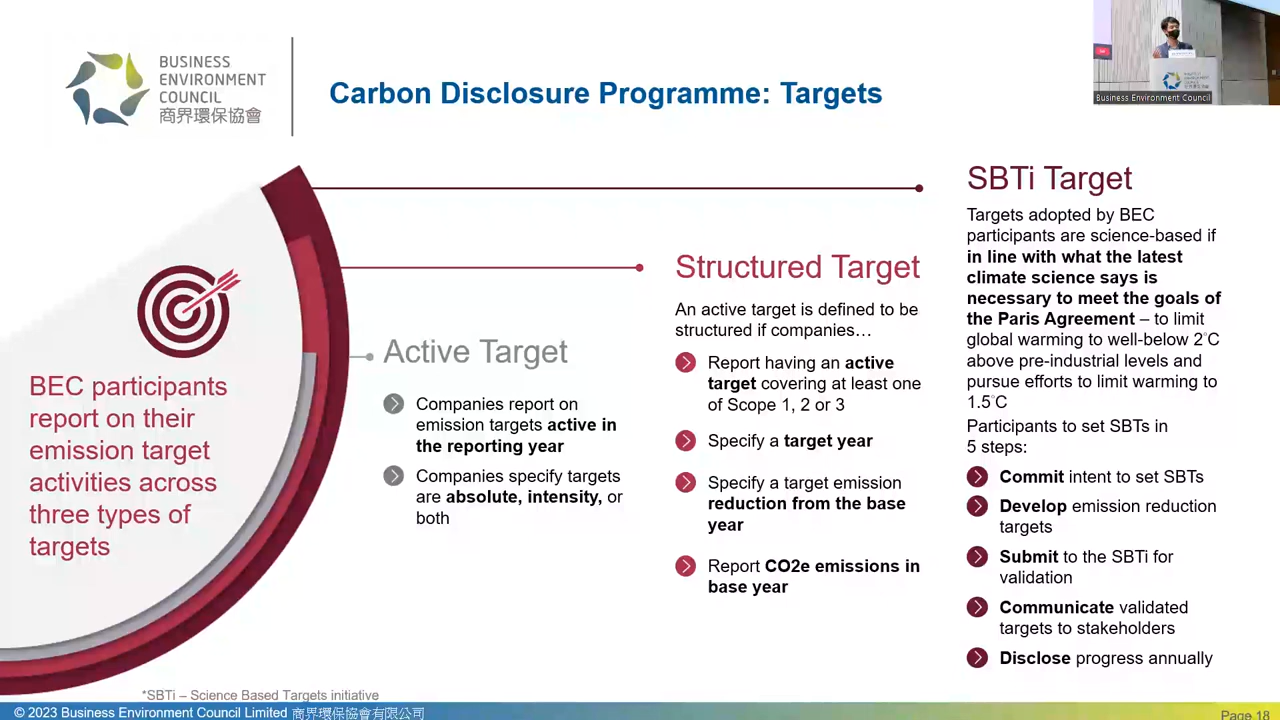 BUSINESS
ENVIRONMENT
COUNCIL
商界環保協會
Carbon Disclosure Programme: Targets
Business Environment Council
BEC participants
report on their
emission target
activities across
three types of
targets
Active Target
Companies report on
emission targets active in
the reporting year
Companies specify targets
are absolute, intensity, or
both
Structured Target
An active target is defined to be
structured if companies…
Report having an active
target covering at least one
of Scope 1, 2 or 3
Specify a target year
Specify a target emission
reduction from the base
year
Report CO2e emissions in
base year
SBTi Target
Targets adopted by BEC
participants are science-based if
in line with what the latest
climate science says is
necessary to meet the goals of
the Paris Agreement – to limit
global warming to well-below 2°C
above pre-industrial levels and
pursue efforts to limit warming to
1.5°C
Participants to set SBTs in
5 steps:
Commit intent to set SBTs
Develop emission reduction
targets
Submit to the SBTi for
validation
Communicate validated
targets to stakeholders
Disclose progress annually
*SBTi – Science Based Targets initiative
© 2023 Business Environment Council Limited 商界環保協會有限公司
Page 18